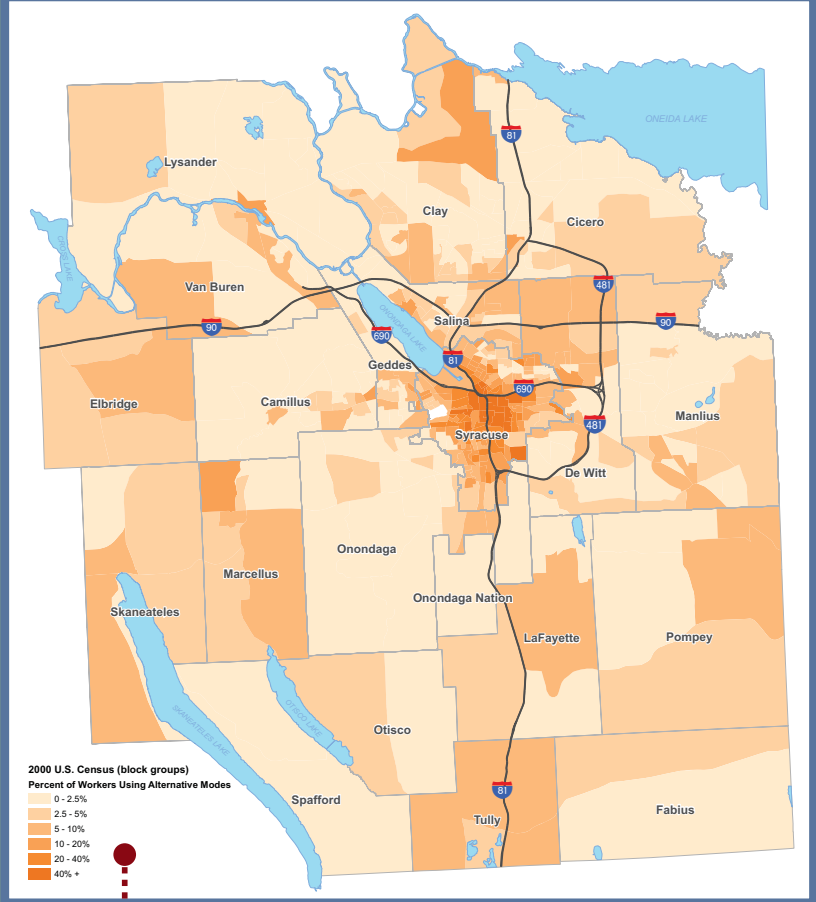 ONEIDA LAKE
81
Lysander
Clay
Cicero
CROSS LAKE
Van Buren
481
ONONDAGA LAKE
Salina
90
90
690
81
Geddes
690
Elbridge
Camillus
Manlius
481
Syracuse
De Witt
Onondaga
Marcellus
Onondaga Nation
Skaneateles
LaFayette
Pompey
SKANEATELES LAKE
OTISCO LAKE
Otisco
2000 U.S. Census (block groups)
Percent of Workers Using Alternative Modes
0 - 2.5%
2.5 - 5%
5 - 10%
10 - 20%
20 - 40%
40% +
81
Spafford
Fabius
Tully